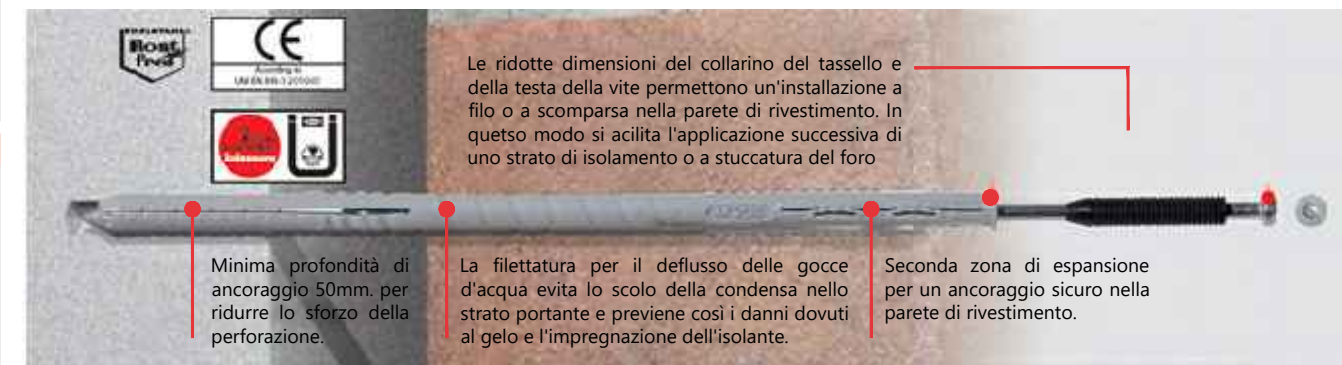 Rost
CE
According to
Le ridotte dimensioni del collarino del tassello e
della testa della vite permettono un'installazione a
filo o a scomparsa nella parete di rivestimento. In
quetso modo si acilita l'applicazione successiva di
uno strato di isolamento o a stuccatura del foro
Minima profondità di
ancoraggio 50mm. per
ridurre lo sforzo della
perforazione.
La filettatura per il deflusso delle gocce
d'acqua evita lo scolo della condensa nello
strato portante e previene così i danni dovuti
al gelo e l'impregnazione dell'isolante.
Seconda zona di espansione
per un ancoraggio sicuro nella
parete di rivestimento.